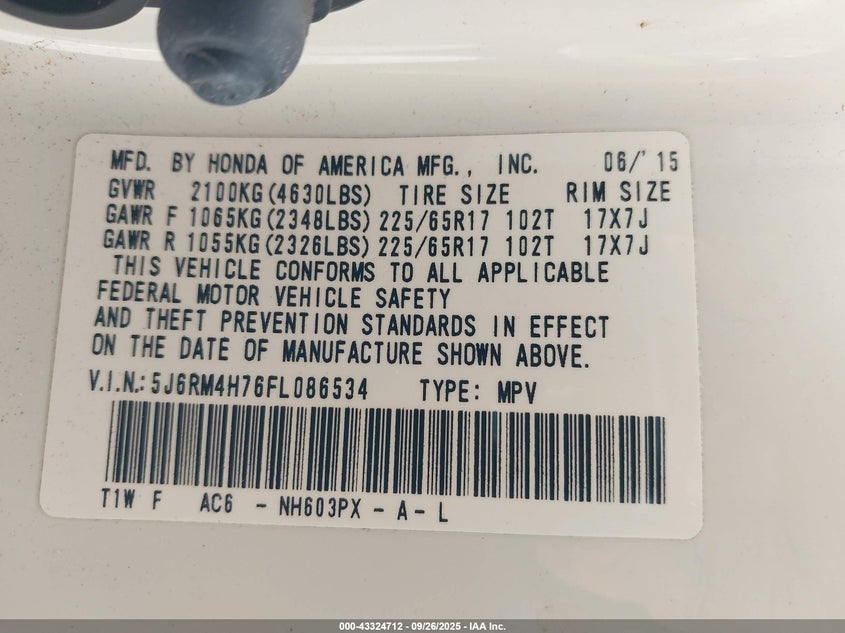 MFD. BY HONDA OF AMERICA MFG., INC. 06/'15
GVWR 2100KG(4630LBS) TIRE SIZE RIM SIZE
GAWR F 1065KG(2348LBS) 225/65R17 102T 17X7J
GAWR R 1055KG(2326LBS) 225/65R17 102T 17X7J
THIS VEHICLE CONFORMS TO ALL APPLICABLE
FEDERAL MOTOR VEHICLE SAFETY
AND THEFT PREVENTION STANDARDS IN EFFECT
ON THE DATE OF MANUFACTURE SHOWN ABOVE.
V.I.N.: 5J6RM4H76FL086534 TYPE: MPV
T1W F AC6 - NH603PX - A - L
000-43324712 - 09/26/2025 - IAA Inc.